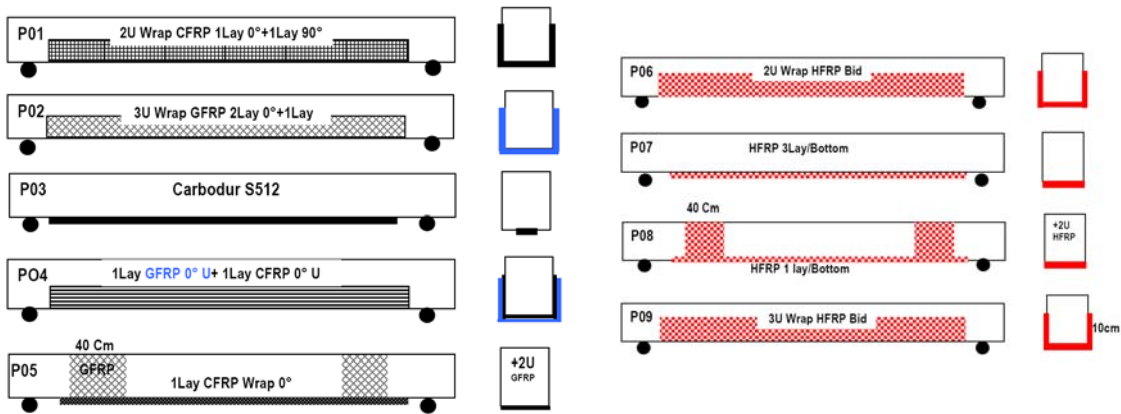 P01
2U Wrap CFRP 1Lay 0°+1Lay 90°
P02
3U Wrap GFRP 2Lay 0°+1Lay
P03
Carbodur S512
PO4
1Lay GFRP 0° U+ 1Lay CFRP 0° U
40 Cm
P05
GFRP
1Lay CFRP Wrap 0°
+2U
GFRP
P06
2U Wrap HFRP Bid
P07
HFRP 3Lay/Bottom
40 Cm
P08
HFRP 1 lay/Bottom
+2U
HFRP
P09
3U Wrap HFRP Bid
10cm